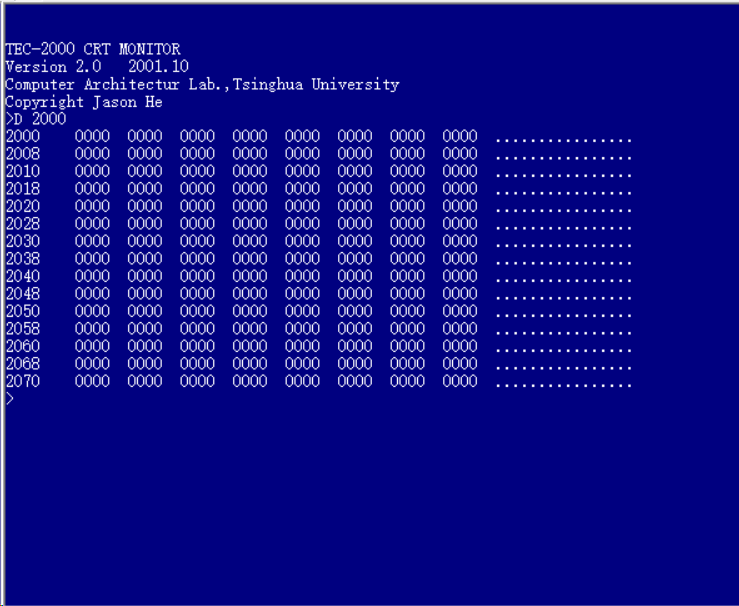 TEC-2000 CRT MONITOR
Version 2.0   2001.10
Computer Architectur Lab.,Tsinghua University
Copyright Jason He
>D 2000
2000    0000  0000  0000  0000  0000  0000  0000  0000  ................
2008    0000  0000  0000  0000  0000  0000  0000  0000  ................
2010    0000  0000  0000  0000  0000  0000  0000  0000  ................
2018    0000  0000  0000  0000  0000  0000  0000  0000  ................
2020    0000  0000  0000  0000  0000  0000  0000  0000  ................
2028    0000  0000  0000  0000  0000  0000  0000  0000  ................
2030    0000  0000  0000  0000  0000  0000  0000  0000  ................
2038    0000  0000  0000  0000  0000  0000  0000  0000  ................
2040    0000  0000  0000  0000  0000  0000  0000  0000  ................
2048    0000  0000  0000  0000  0000  0000  0000  0000  ................
2050    0000  0000  0000  0000  0000  0000  0000  0000  ................
2058    0000  0000  0000  0000  0000  0000  0000  0000  ................
2060    0000  0000  0000  0000  0000  0000  0000  0000  ................
2068    0000  0000  0000  0000  0000  0000  0000  0000  ................
2070    0000  0000  0000  0000  0000  0000  0000  0000  ................
>